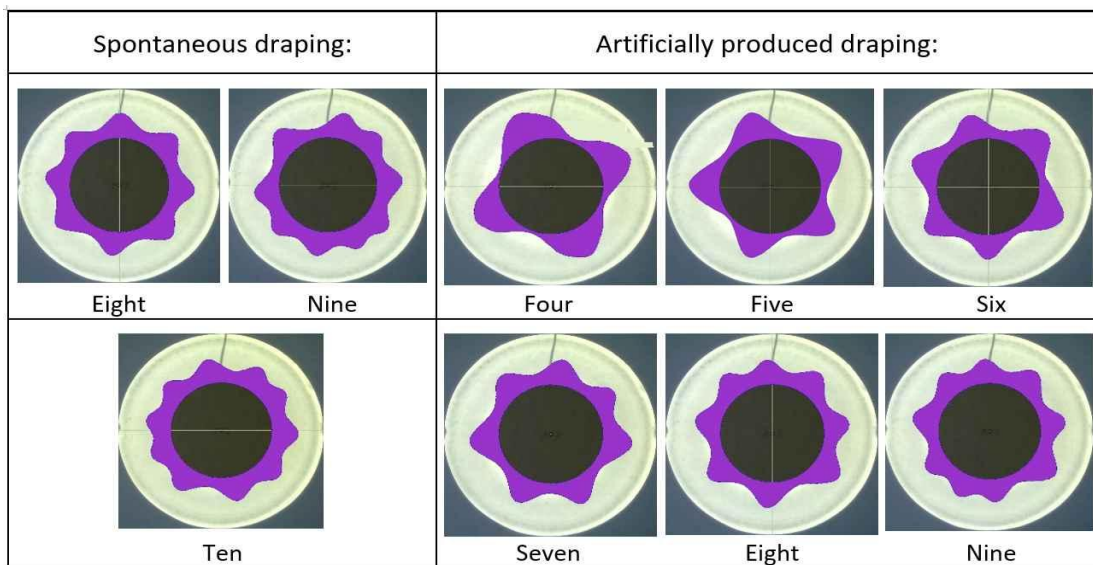 Spontaneous draping:
Artificially produced draping:
Eight
Nine
Four
Five
Six
Ten
Seven
Eight
Nine